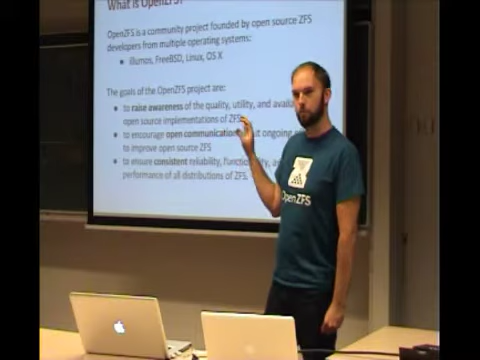 What is OpenZFS?
OpenZFS is a community project founded by open source ZFS
developers from multiple operating systems:
illumos, FreeBSD, Linux, OS X
The goals of the OpenZFS project are:
to raise awareness of the quality, utility, and
open source implementations of ZFS
to encourage open communication ongoing
to improve open source ZFS
to ensure consistent reliability,
performance of all distributions of ZFS.
OpenZFS